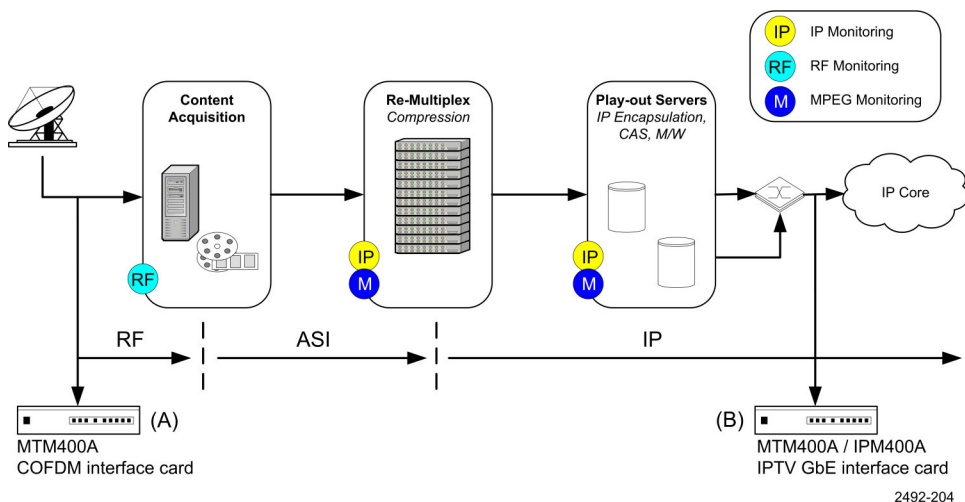 IP
IP Monitoring
RF
RF Monitoring
M
MPEG Monitoring
Content
Acquisition
RF
Re-Multiplex
Compression
IP
M
Play-out Servers
IP Encapsulation,
CAS, M/W
IP
M
IP Core
RF
ASI
IP
(A)
MTM400A
COFDM interface card
(B)
MTM400A / IPM400A
IPTV GbE interface card
2492-204